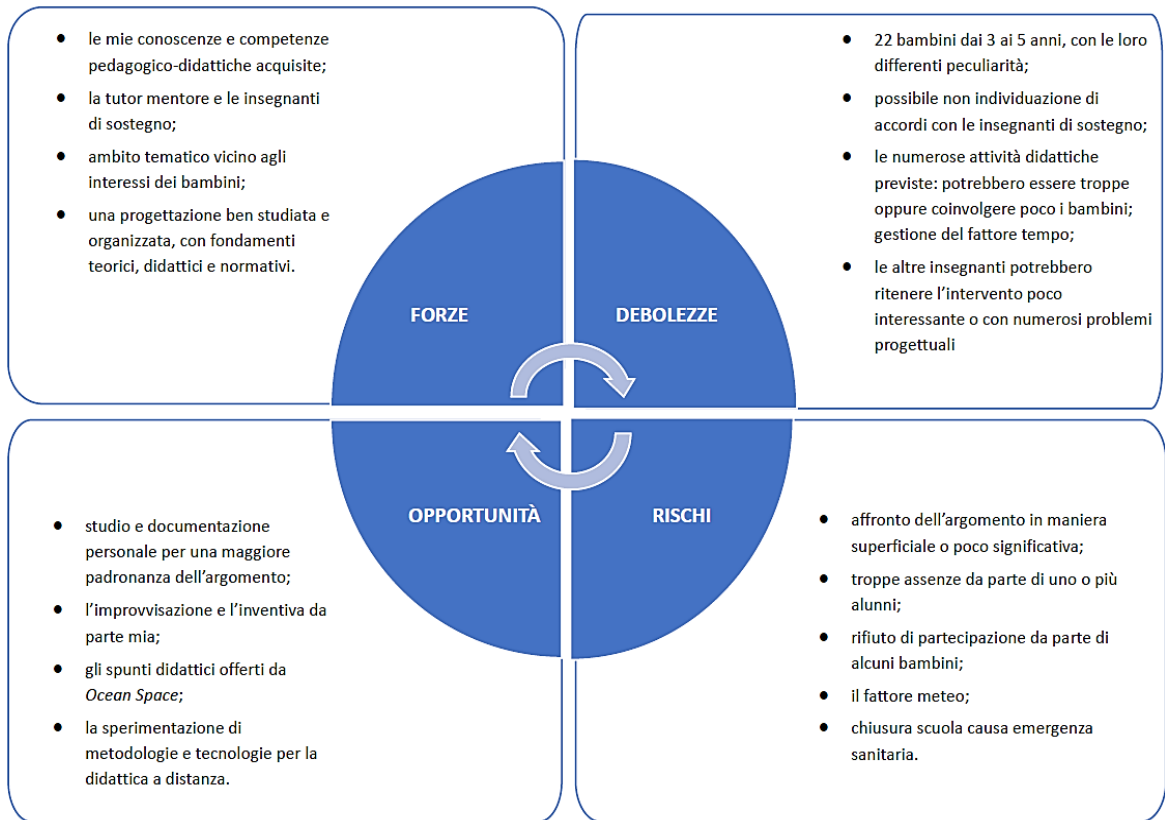 ● le mie conoscenze e competenze
pedagogico-didattiche acquisite;
● la tutor mentore e le insegnanti
di sostegno;
● ambito tematico vicino agli
interessi dei bambini;
● una progettazione ben studiata e
organizzata, con fondamenti
teorici, didattici e normativi.
● 22 bambini dai 3 ai 5 anni, con le loro
differenti peculiarità;
● possibile non individuazione di
accordi con le insegnanti di sostegno;
● le numerose attività didattiche
previste: potrebbero essere troppe
oppure coinvolgere poco i bambini;
gestione del fattore tempo;
● le altre insegnanti potrebbero
ritenere l’intervento poco
interessante o con numerosi problemi
progettuali
FORZE
DEBOLEZZE
OPPORTUNITÀ
RISCHI
● studio e documentazione
personale per una maggiore
padronanza dell’argomento;
● l’improvvisazione e l’inventiva da
parte mia;
● gli spunti didattici offerti da
Ocean Space;
● la sperimentazione di
metodologie e tecnologie per la
didattica a distanza.
● affronto dell’argomento in maniera
superficiale o poco significativa;
● troppe assenze da parte di uno o più
alunni;
● rifiuto di partecipazione da parte di
alcuni bambini;
● il fattore meteo;
● chiusura scuola causa emergenza
sanitaria.